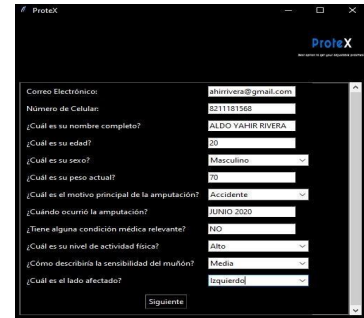 ProteX
ProteX
Correo Electrónico: ahirrivera@gmail.com
Número de Celular: 8211181568
¿Cuál es su nombre completo? ALDO YAHIR RIVERA
¿Cuál es su edad? 20
¿Cuál es su sexo? Masculino
¿Cuál es su peso actual? 70
¿Cuál es el motivo principal de la amputación? Accidente
¿Cuándo ocurrió la amputación? JUNIO 2020
¿Tiene alguna condición médica relevante? NO
¿Cuál es su nivel de actividad física? Alto
¿Cómo describiría la sensibilidad del muñón? Media
¿Cuál es el lado afectado? Izquierdo
Siguiente